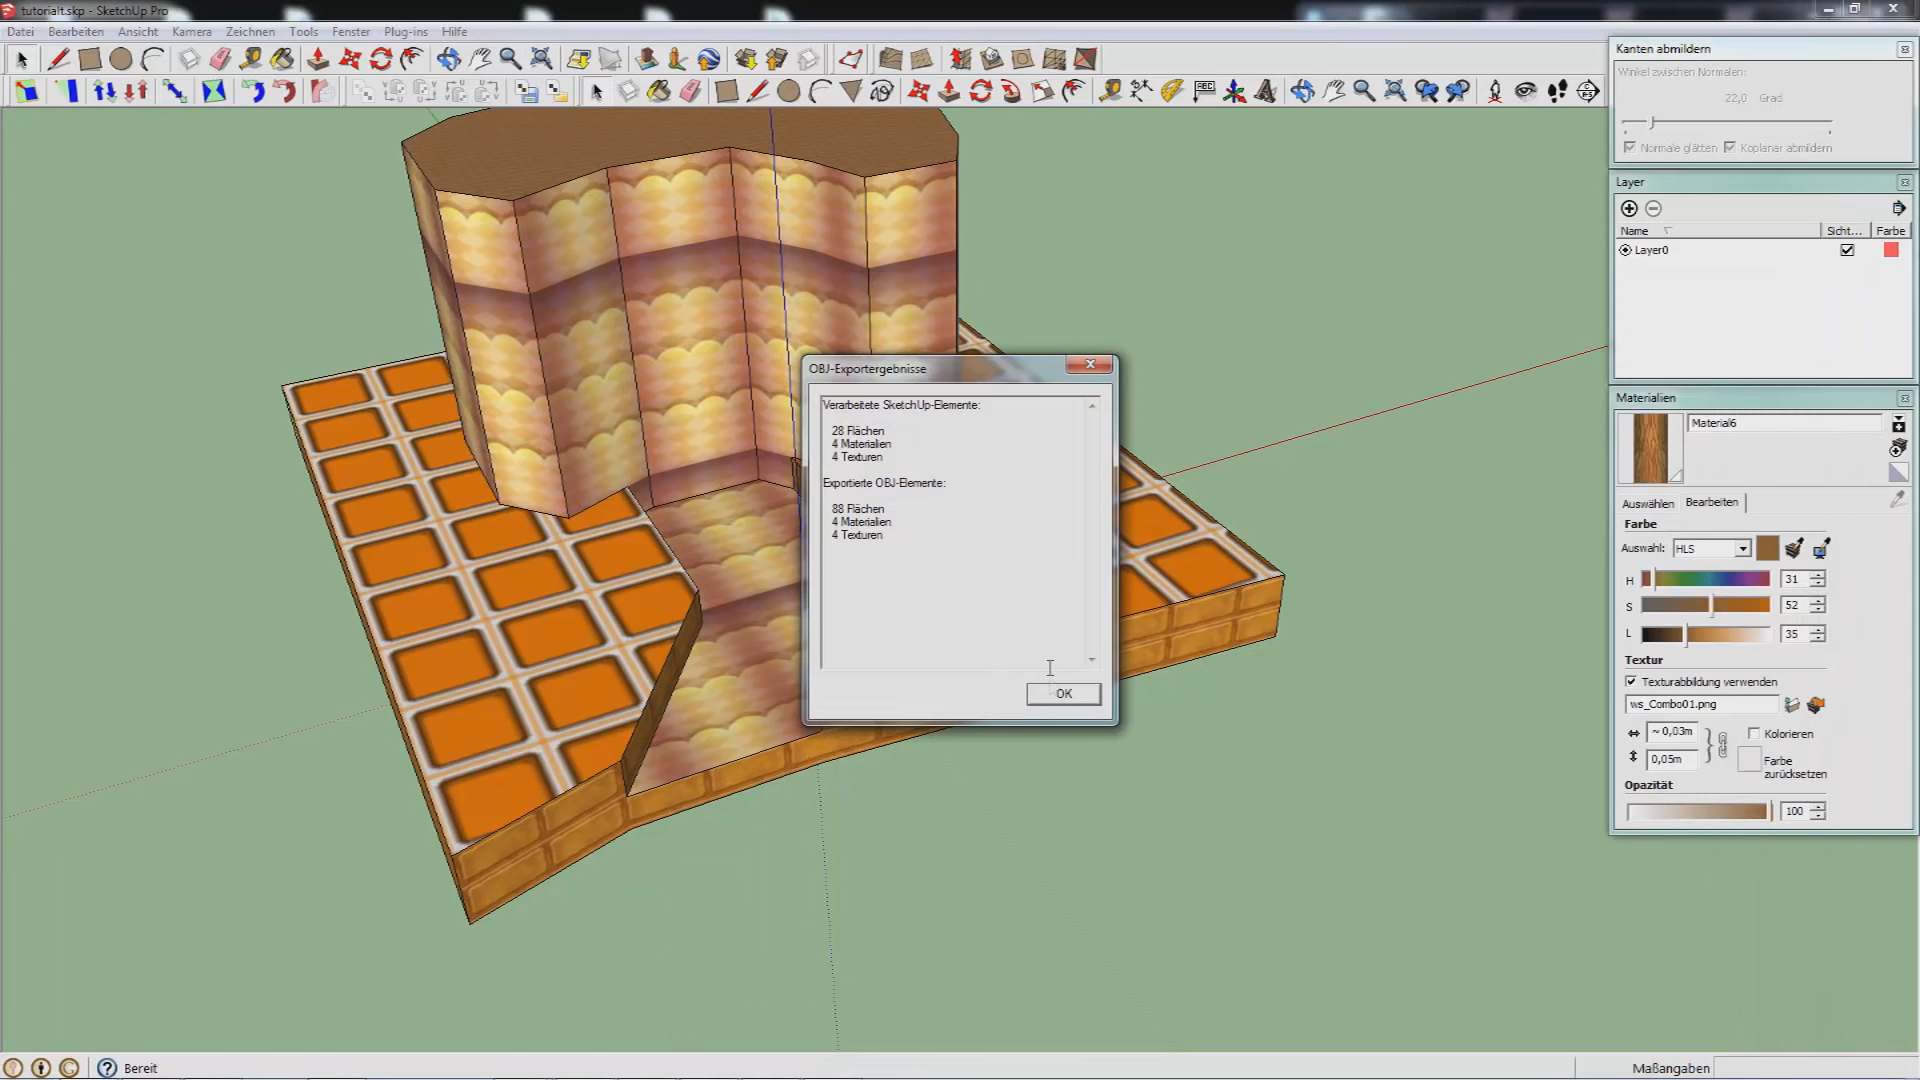 tutorialt.skp - SketchUp Pro
Datei Bearbeiten Ansicht Kamera Zeichnen Tools Fenster Plug-ins Hilfe
ABC
Kanten abmildern
Winkel zwischen Normalen:
22,0 Grad
Normale glätten Koplanar abmildern
Layer
Name Sicht... Farbe
Layer0
Materialien
Material6
Auswählen Bearbeiten
Farbe
Auswahl: HLS
H 31
S 52
L 35
Textur
Texturabbildung verwenden
ws_Combo01.png
~ 0,03m Kolorieren
0,05m Farbe zurücksetzen
Opazität
100
OBJ-Exportergebnisse
Verarbeitete SketchUp-Elemente:
28 Flächen
4 Materialien
4 Texturen
Exportierte OBJ-Elemente:
88 Flächen
4 Materialien
4 Texturen
OK
Bereit
Maßangaben